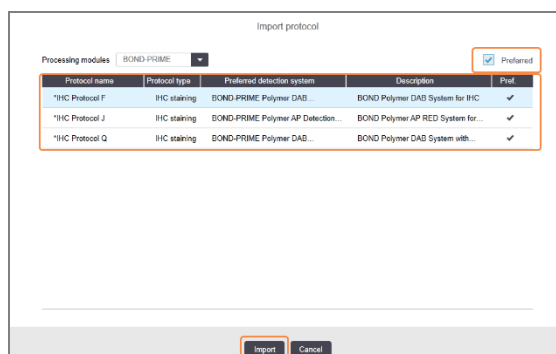 Import protocol
Processing modules BOND-PRIME Preferred
Protocol name Protocol type Preferred detection system Description Pref.
*IHC Protocol F IHC staining BOND-PRIME Polymer DAB... BOND Polymer DAB System for IHC
*IHC Protocol J IHC staining BOND-PRIME Polymer AP Detection... BOND Polymer AP RED System for...
*IHC Protocol Q IHC staining BOND-PRIME Polymer DAB... BOND Polymer DAB System with...
Import Cancel